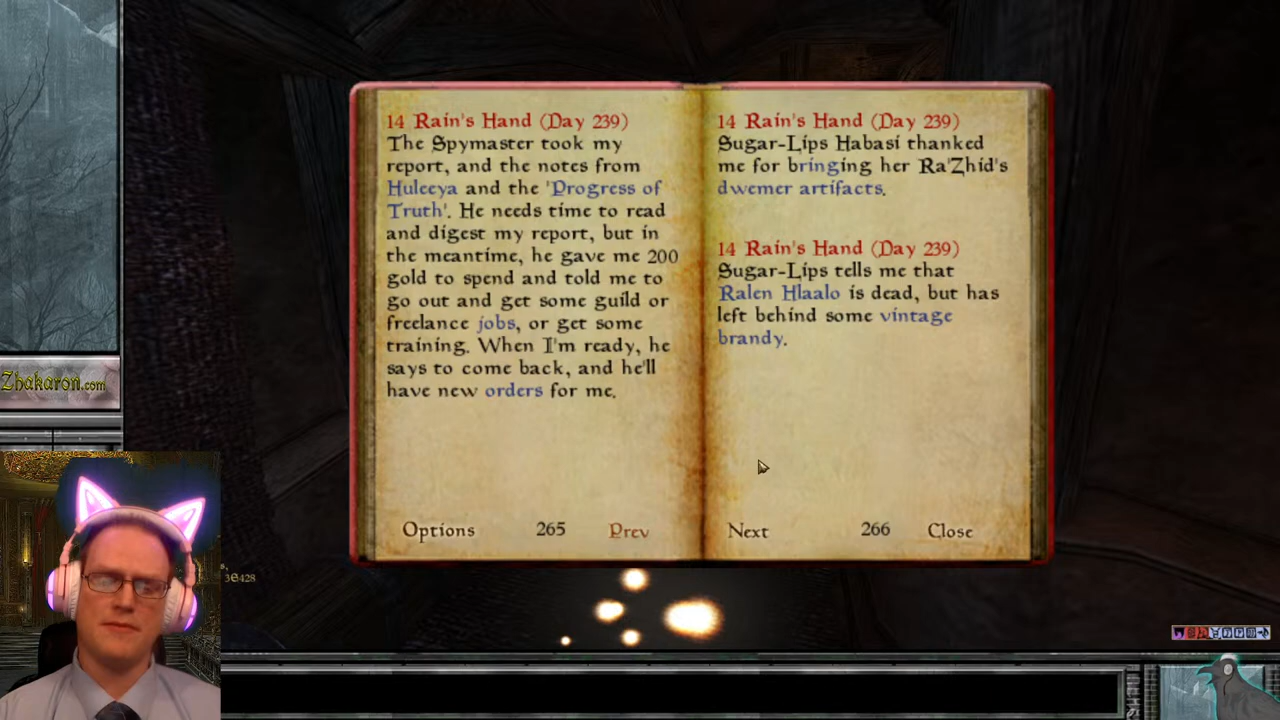 14 Rain's Hand (Day 239)
The Spymaster took my
report, and the notes from
Huleeya and the 'Progress of
Truth'. He needs time to read
and digest my report, but in
the meantime, he gave me 200
gold to spend and told me to
go out and get some guild or
freelance jobs, or get some
training. When I'm ready, he
says to come back, and he'll
have new orders for me.
Options
265
Prev
14 Rain's Hand (Day 239)
Sugar-Lips Habasi thanked
me for bringing her Ra'Zhid's
dwemer artifacts.
14 Rain's Hand (Day 239)
Sugar-Lips tells me that
Ralen Hlaalo is dead, but has
left behind some vintage
brandy.
Next
266
Close
Zhakaron.com